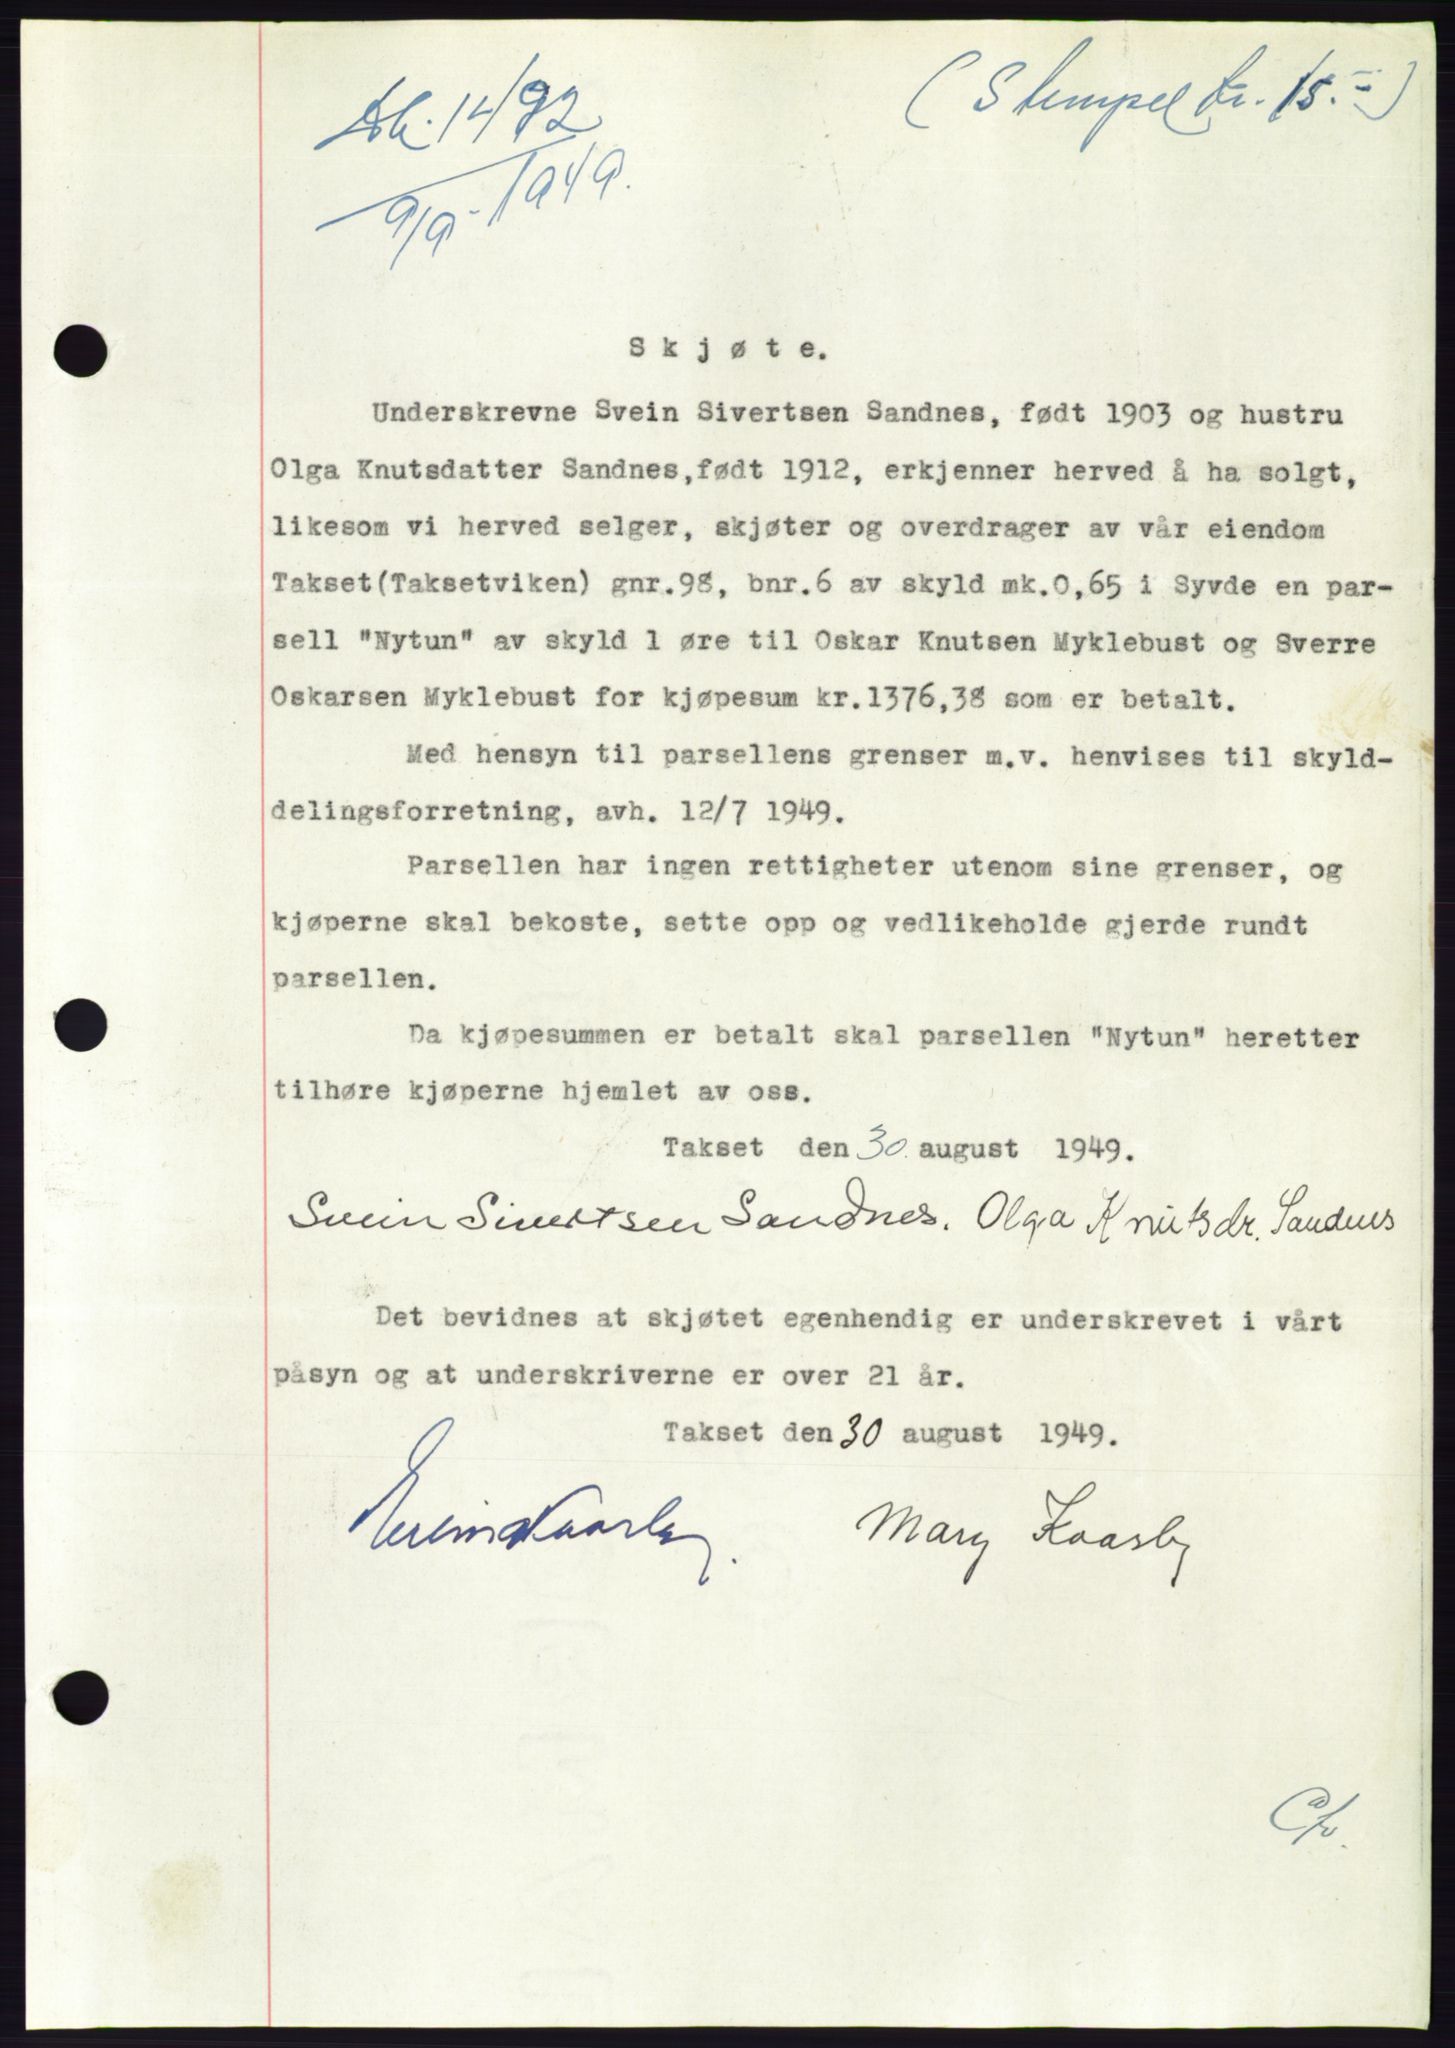 (Stempel kr. 15.-)
Db. 1492
9/9-1949.
Skjøte.
Underskrevne Svein Sivertsen Sandnes, født 1903 og hustru
Olga Knutsdatter Sandnes,født 1912, erkjenner herved å ha solgt,
likesom vi herved selger, skjøter og overdrager av vår eiendom
Takset(Taksetviken) gnr.98, bnr.6 av skyld mk.0,65 i Syvde en par-
sell "Nytun" av skyld 1 øre til Oskar Knutsen Myklebust og Sverre
Oskarsen Myklebust for kjøpesum kr.1376,38 som er betalt.
Med hensyn til parsellens grenser m.v. henvises til skyld-
delingsforretning, avh. 12/7 1949.
Parsellen har ingen rettigheter utenom sine grenser, og
kjøperne skal bekoste, sette opp og vedlikeholde gjerde rundt
parsellen.
Da kjøpesummen er betalt skal parsellen "Nytun" heretter
tilhøre kjøperne hjemlet av oss.
Takset den 30. august 1949.
Svein Sivertsen Sandnes. Olga Knutsdr. Sandnes
Det bevidnes at skjøtet egenhendig er underskrevet i vårt
påsyn og at underskriverne er over 21 år.
Takset den 30 august 1949.
Mary Kaasby